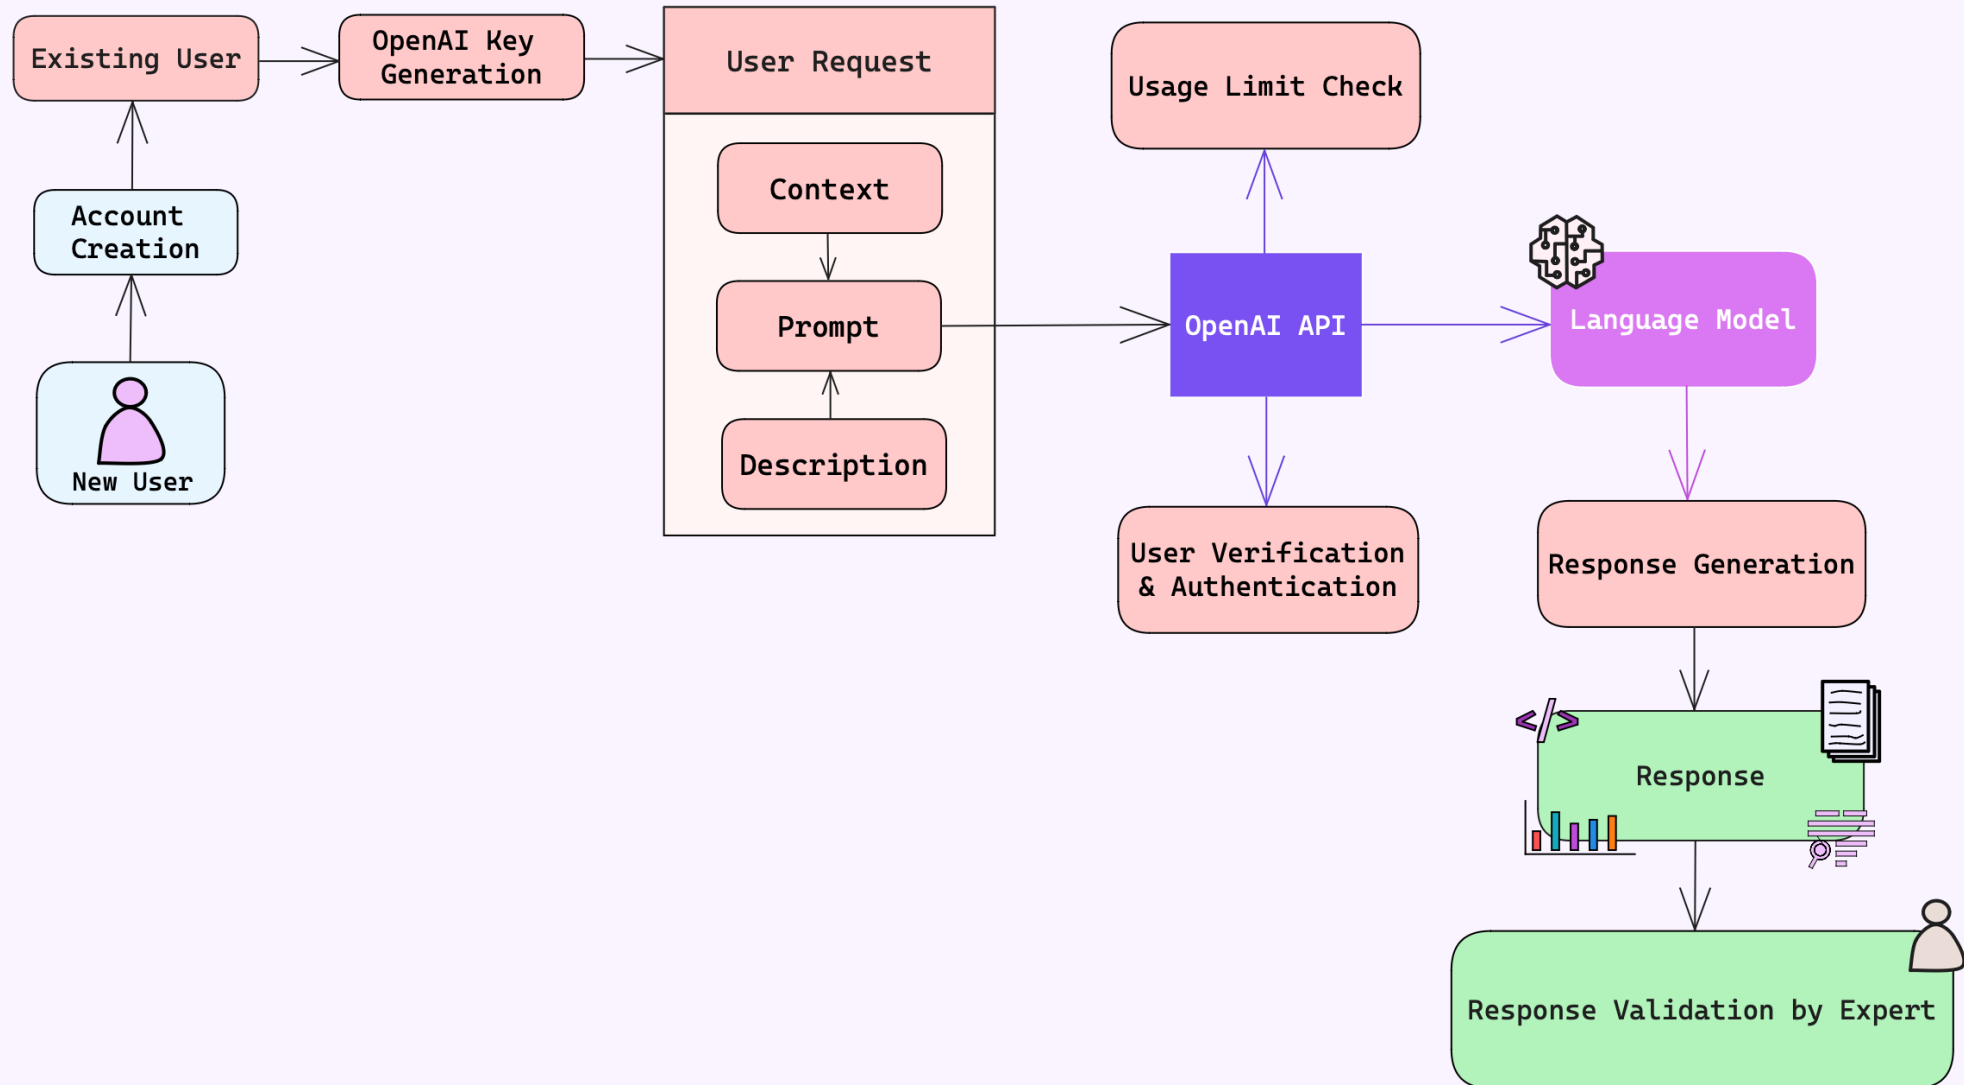 Existing User
OpenAI Key
Generation
User Request
Usage Limit Check
Context
Account
Creation
Prompt
OpenAI API
Language Model
Description
New User
User Verification
& Authentication
Response Generation
</>
Response
Response Validation by Expert